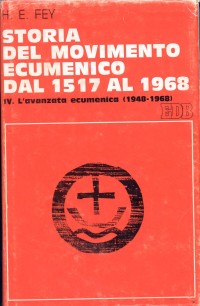 H. E. FEY
STORIA
DEL MOVIMENTO
ECUMENICO
DAL 1517 AL 1968
IV. L'avanzata ecumenica (1948-1968)
EDB